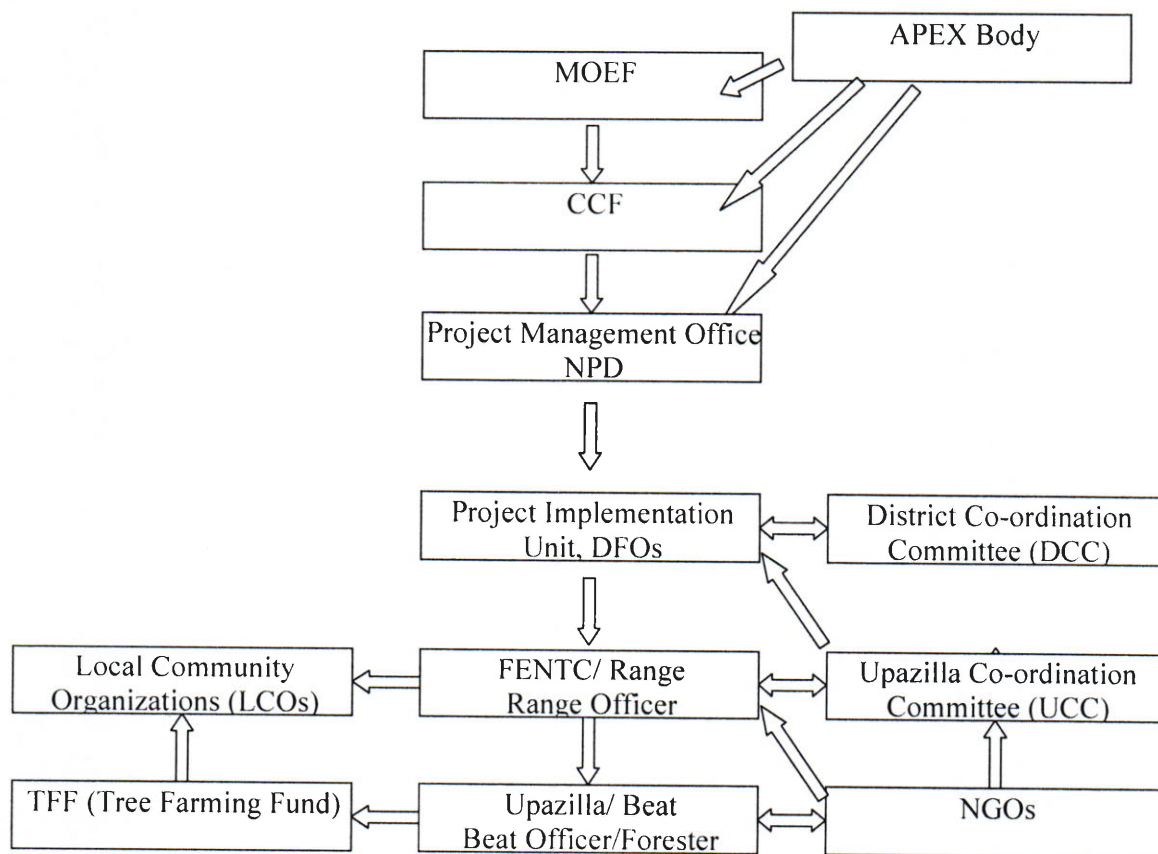 APEX Body
MOEF
CCF
Project Management Office
NPD
Project Implementation
Unit, DFOs
District Co-ordination
Committee (DCC)
Local Community
Organizations (LCOs)
FENTC/ Range
Range Officer
Upazilla Co-ordination
Committee (UCC)
TFF (Tree Farming Fund)
Upazilla/ Beat
Beat Officer/Forester
NGOs